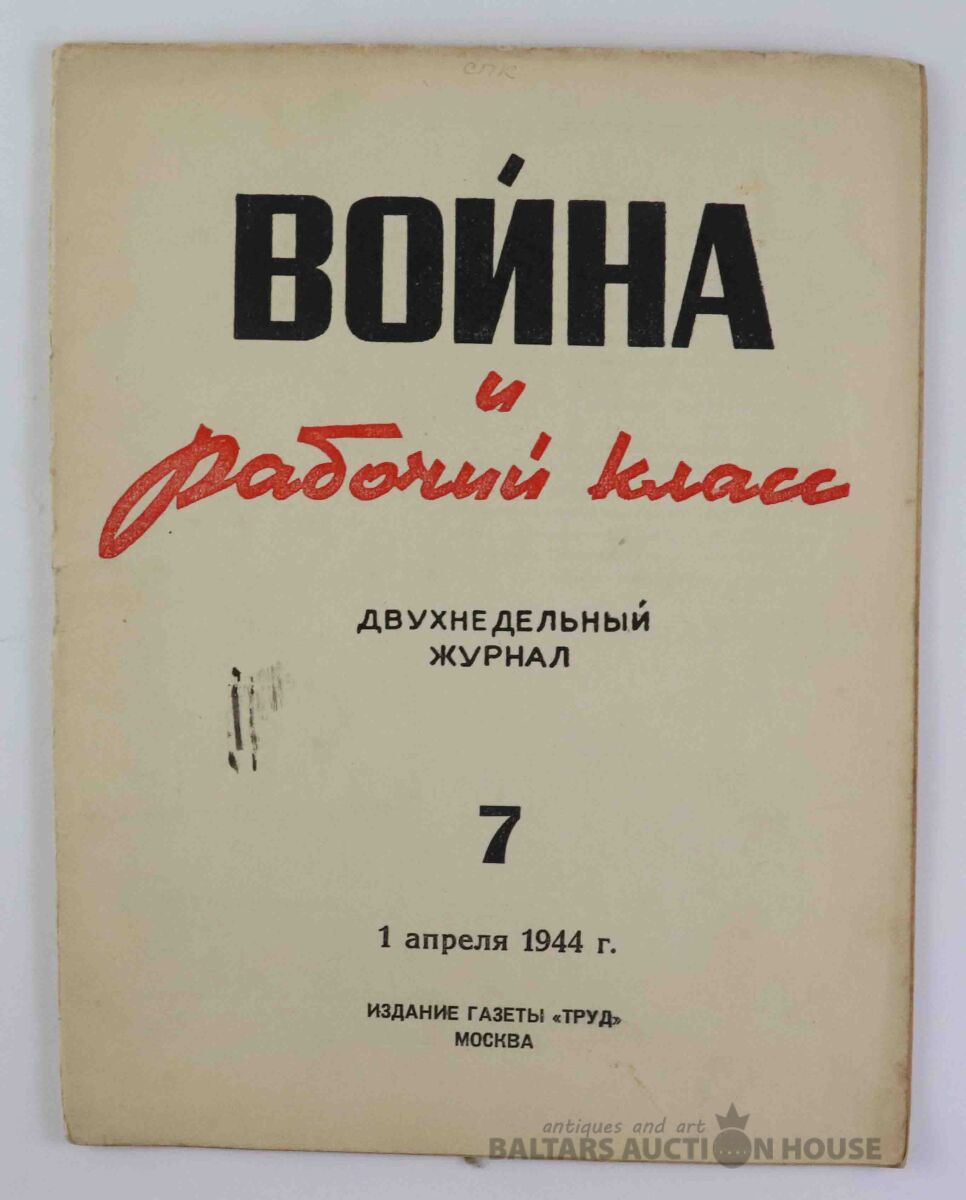 спк
ВОЙНА
и
рабочий класс
ДВУХНЕДЕЛЬНЫЙ
ЖУРНАЛ
7
1 апреля 1944 г.
ИЗДАНИЕ ГАЗЕТЫ «ТРУД»
МОСКВА
antiques and art
BALTARS AUCTION HOUSE